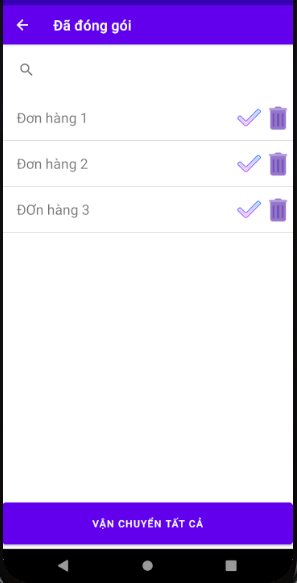 Đã đóng gói
Đơn hàng 1
Đơn hàng 2
ĐƠn hàng 3
VẬN CHUYỂN TẤT CẢ